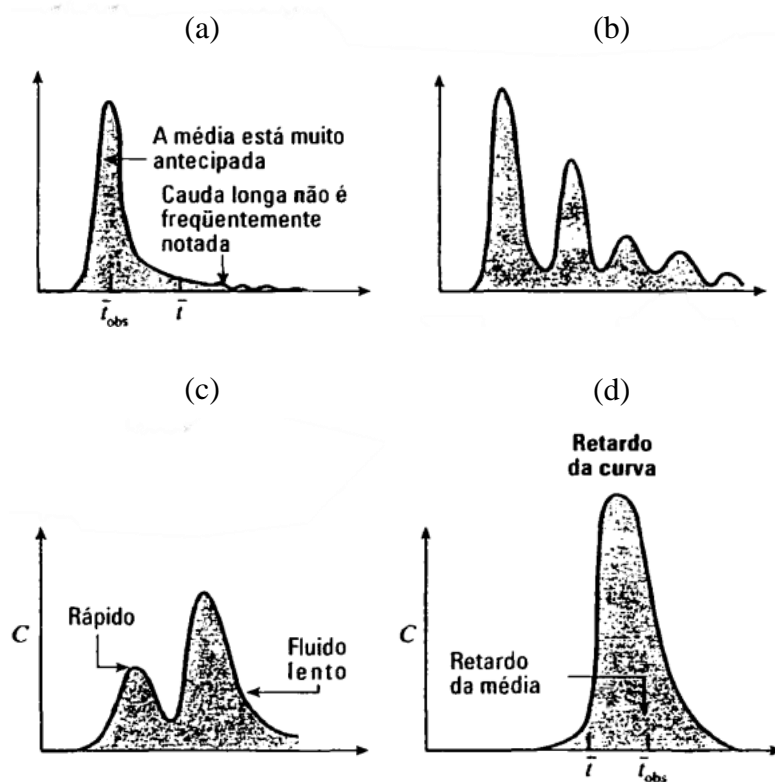 (a)
(b)
A média está muito
antecipada
Cauda longa não é
freqüentemente
notada
t̄obs
t̄
(c)
(d)
C
Rápido
Fluido
lento
Retardo
da curva
C
Retardo
da média
t̄
t̄obs